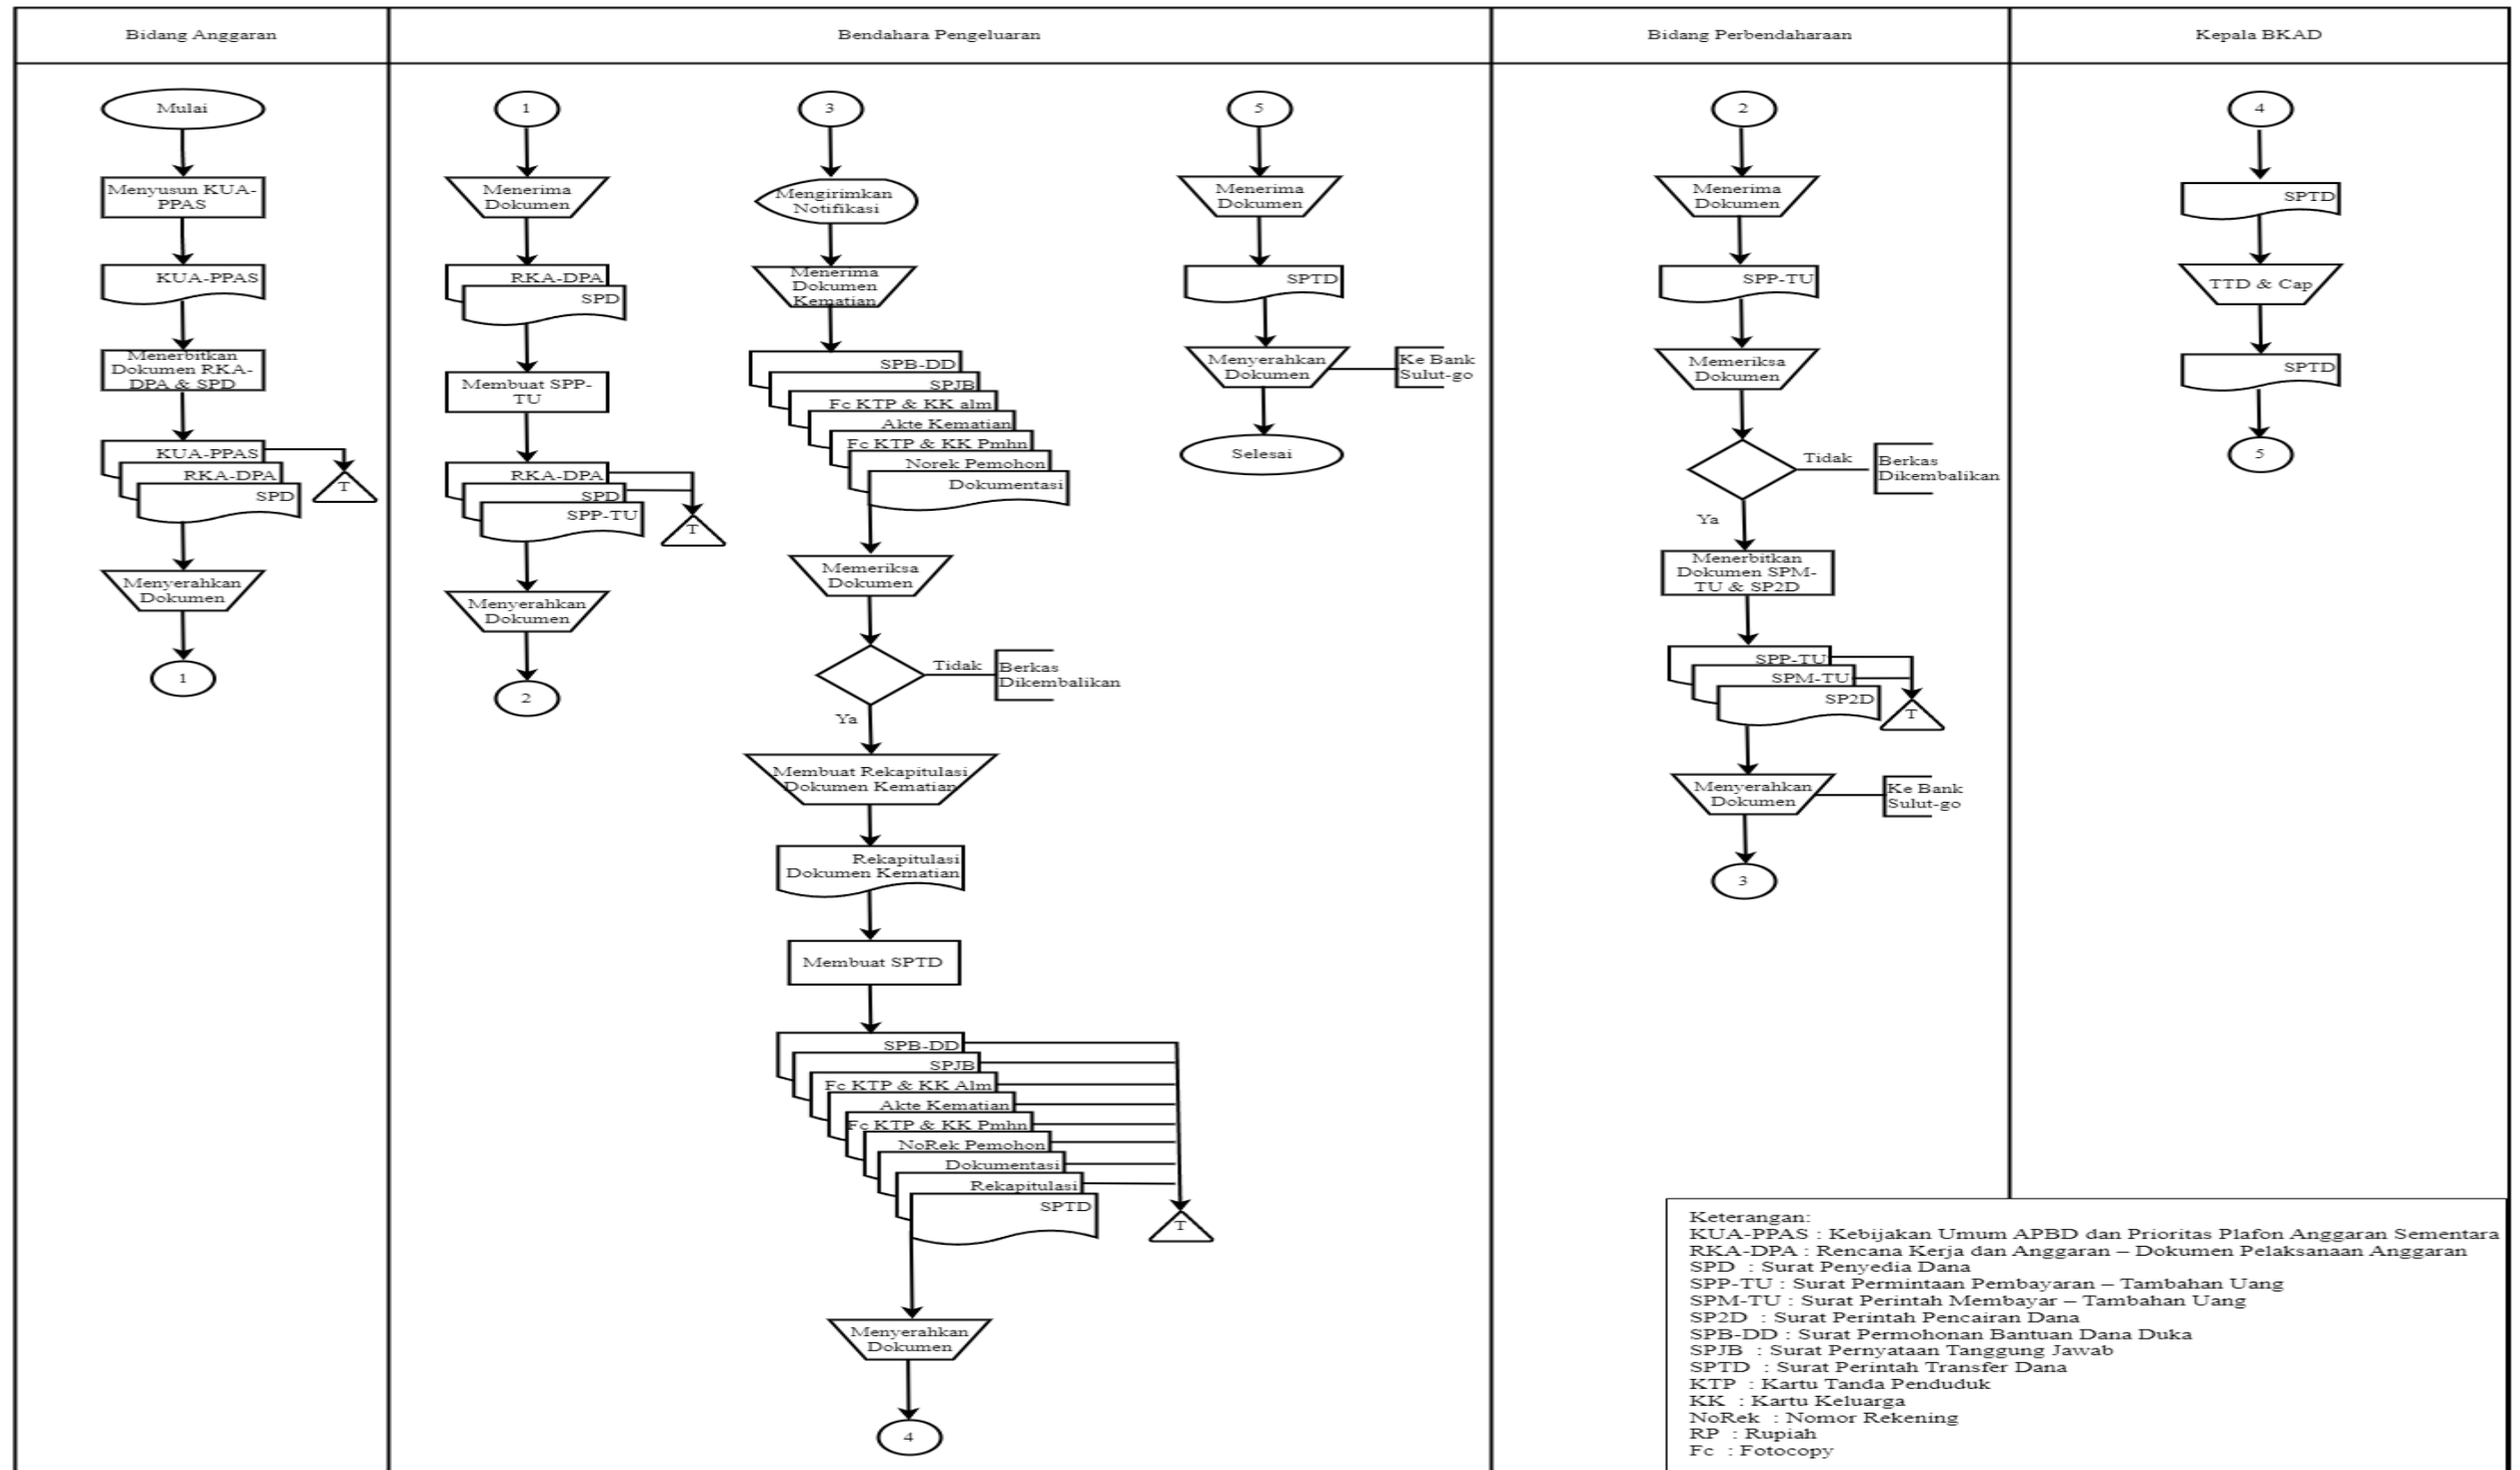 Bidang Anggaran
Bendahara Pengeluaran
Bidang Perbendaharaan
Kepala BKAD
Mulai
Menyusun KUA-
PPAS
KUA-PPAS
Menerbitkan
Dokumen RKA-
DPA & SPD
KUA-PPAS
RKA-DPA
SPD
T
Menyerahkan
Dokumen
1
1
Menerima
Dokumen
RKA-DPA
SPD
Membuat SPP-
TU
RKA-DPA
SPD
SPP-TU
T
Menyerahkan
Dokumen
2
3
Mengirimkan
Notifikasi
Menerima
Dokumen
Kematian
SPB-DD
SPJB
Fc KTP & KK alm
Akte Kematian
Fc KTP & KK Pmhn
Norek Pemohon
Dokumentasi
Memeriksa
Dokumen
Tidak
Berkas
Dikembalikan
Ya
Membuat Rekapitulasi
Dokumen Kematian
Rekapitulasi
Dokumen Kematian
Membuat SPTD
SPB-DD
SPJB
Fc KTP & KK Alm
Akte Kematian
Fc KTP & KK Pmhn
NoRek Pemohon
Dokumentasi
Rekapitulasi
SPTD
T
Menyerahkan
Dokumen
4
5
Menerima
Dokumen
SPTD
Menyerahkan
Dokumen
Ke Bank
Sulut-go
Selesai
2
Menerima
Dokumen
SPP-TU
Memeriksa
Dokumen
Tidak
Berkas
Dikembalikan
Ya
Menerbitkan
Dokumen SPM-
TU & SP2D
SPP-TU
SPM-TU
SP2D
T
Menyerahkan
Dokumen
Ke Bank
Sulut-go
3
4
SPTD
TTD & Cap
SPTD
5
Keterangan:
KUA-PPAS : Kebijakan Umum APBD dan Prioritas Plafon Anggaran Sementara
RKA-DPA : Rencana Kerja dan Anggaran – Dokumen Pelaksanaan Anggaran
SPD : Surat Penyedia Dana
SPP-TU : Surat Permintaan Pembayaran – Tambahan Uang
SPM-TU : Surat Perintah Membayar – Tambahan Uang
SP2D : Surat Perintah Pencairan Dana
SPB-DD : Surat Permohonan Bantuan Dana Duka
SPJB : Surat Pernyataan Tanggung Jawab
SPTD : Surat Perintah Transfer Dana
KTP : Kartu Tanda Penduduk
KK : Kartu Keluarga
NoRek : Nomor Rekening
RP : Rupiah
Fc : Fotocopy